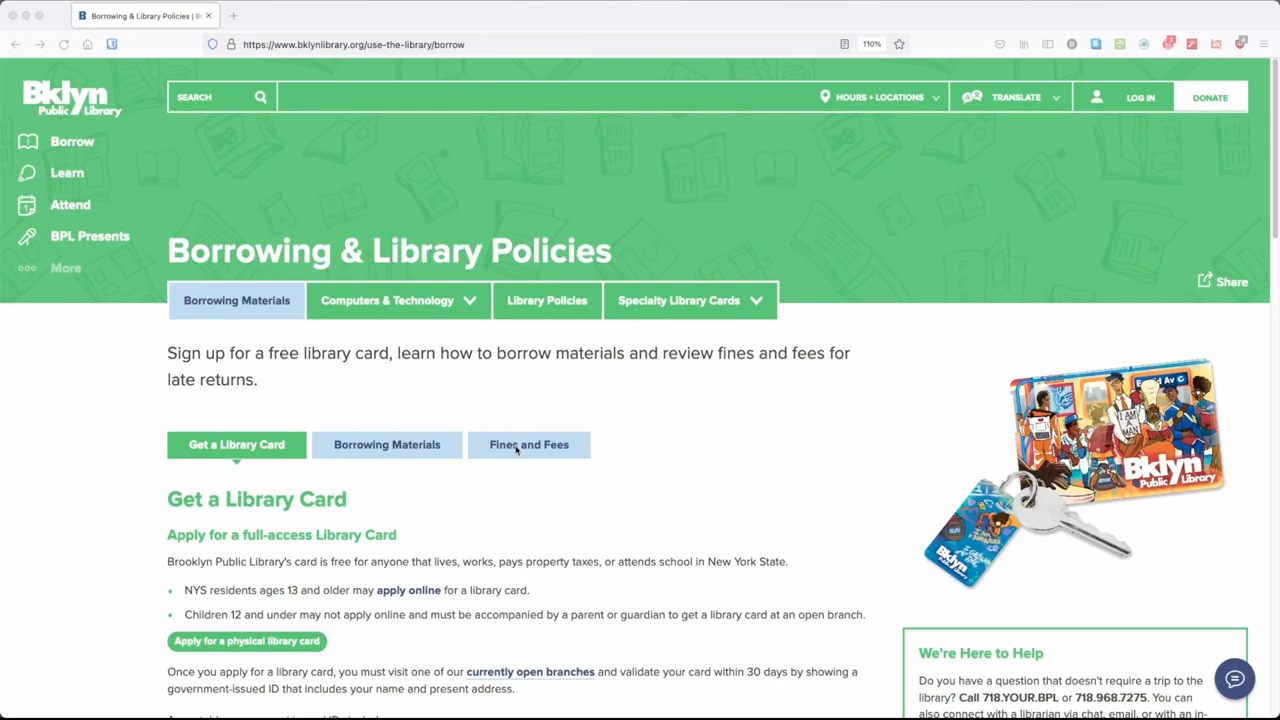 Borrowing & Library Policies | B
https://www.bklynlibrary.org/use-the-library/borrow
110%
Bklyn
Public Library
SEARCH
HOURS + LOCATIONS
TRANSLATE
LOG IN
DONATE
Borrow
Learn
Attend
BPL Presents
More
Borrowing & Library Policies
Share
Borrowing Materials
Computers & Technology
Library Policies
Specialty Library Cards
Sign up for a free library card, learn how to borrow materials and review fines and fees for
late returns.
Get a Library Card
Borrowing Materials
Fines and Fees
Euclid Av C
I AM
A MAN
Bklyn
Public Library
Bklyn
Public Library
Get a Library Card
Apply for a full-access Library Card
Brooklyn Public Library's card is free for anyone that lives, works, pays property taxes, or attends school in New York State.
• NYS residents ages 13 and older may apply online for a library card.
• Children 12 and under may not apply online and must be accompanied by a parent or guardian to get a library card at an open branch.
Apply for a physical library card
Once you apply for a library card, you must visit one of our currently open branches and validate your card within 30 days by showing a
government-issued ID that includes your name and present address.
We're Here to Help
Do you have a question that doesn't require a trip to the
library? Call 718.YOUR.BPL or 718.968.7275. You can
also connect with a librarian via chat, email, or with an in-